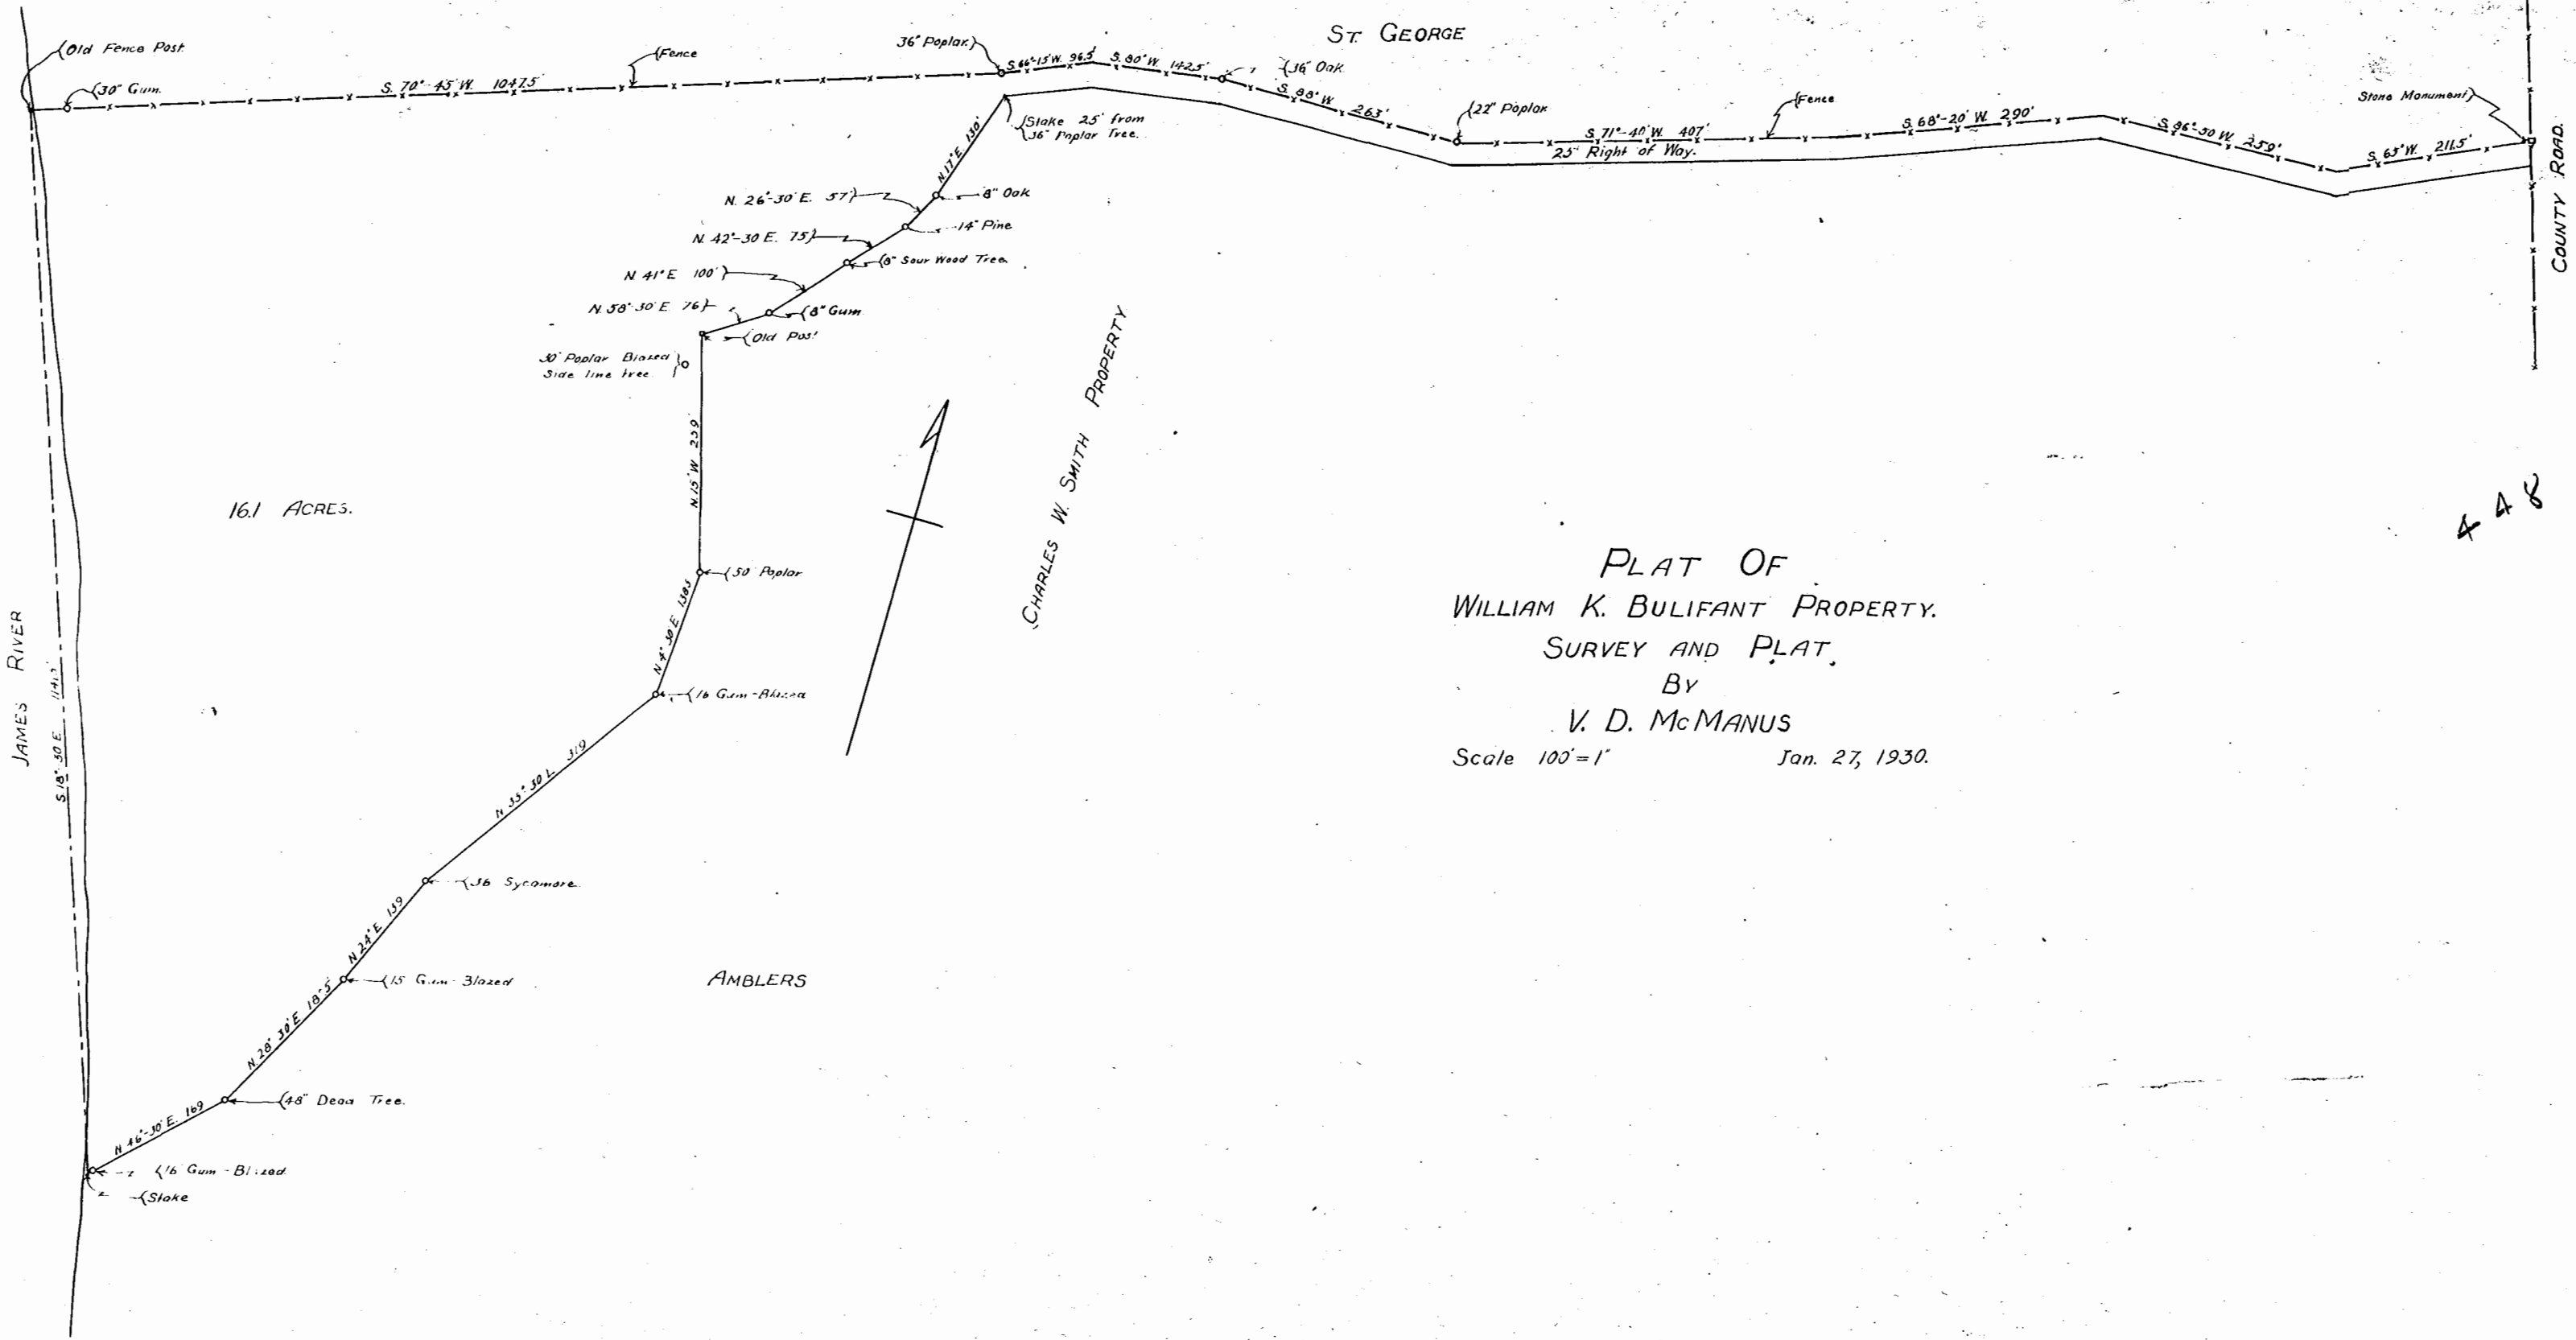 ST. GEORGE
{Old Fence Post.
{30" Gum.
S. 70°-45' W. 1047.5'
{Fence
36" Poplar.}
S. 66°-15' W. 96.5'
S. 80° W. 142.5'
{36" Oak.
S. 88° W. 263'
{22" Poplar
S. 71°-40' W. 407'
25' Right of Way.
{Fence
S. 68°-20' W. 290'
S. 86°-50' W. 259'
Stone Monument}
S. 65° W. 211.5'
COUNTY ROAD.
{Stake 25' from
36" Poplar Tree.
N. 17° E. 130'
N. 26°-30' E. 57'}
8" Oak
14" Pine
N. 42°-30 E. 75'}
{8" Sour Wood Tree.
N. 41° E 100'}
N. 58°-30' E. 76}
{8" Gum
{Old Post
30" Poplar Blazed
Side line tree.
N. 15° W 239
CHARLES W. SMITH PROPERTY
16.1 ACRES.
{50" Poplar
N 4°-30' E 138.5
{16 Gum-Blazed
JAMES RIVER
S. 18°-30' E.
N 35°-30 E. 319
{36 Sycamore.
N 24° E 139
{15 Gum-Blazed
AMBLERS
N 28° 30' E
{48" Dead Tree.
N 46°-30' E. 169
{16 Gum-Blazed
{Stake
448
PLAT OF
WILLIAM K. BULIFANT PROPERTY.
SURVEY AND PLAT.
BY
V. D. McMANUS
Scale 100'=1" Jan. 27, 1930.